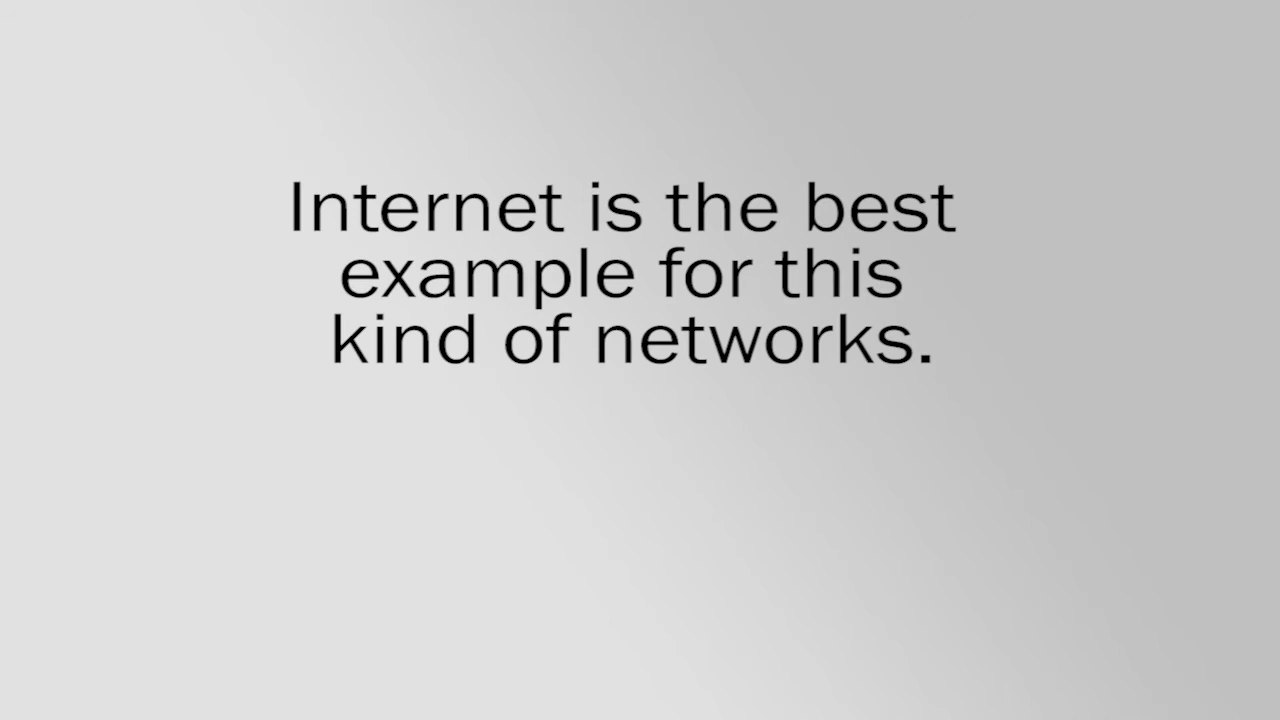 Internet is the best
example for this
kind of networks.